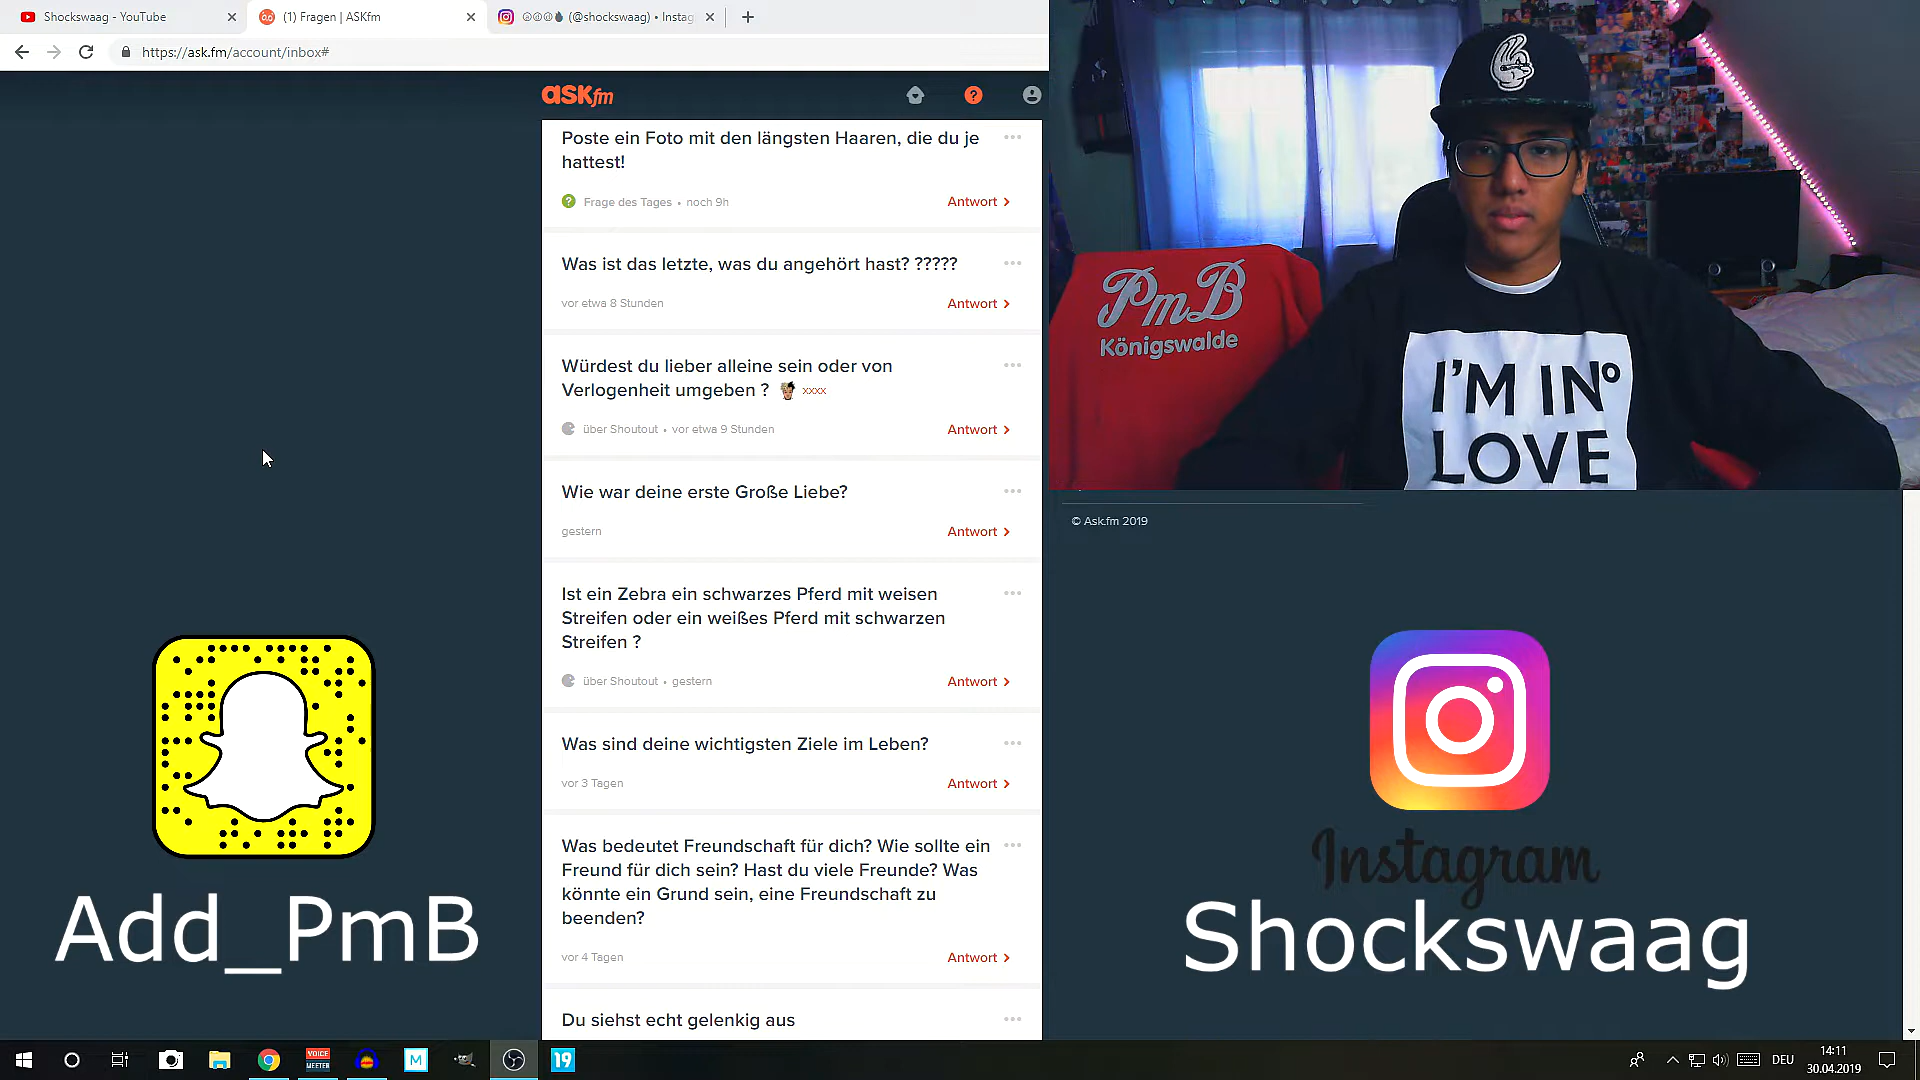 Shockswaag - YouTube
(1) Fragen | ASKfm
(@shockswaag) • Instag
https://ask.fm/account/inbox#
ASKfm
Poste ein Foto mit den längsten Haaren, die du je
hattest!
Frage des Tages • noch 9h
Antwort
Was ist das letzte, was du angehört hast? ?????
vor etwa 8 Stunden
Antwort
Würdest du lieber alleine sein oder von
Verlogenheit umgeben ? xxxx
über Shoutout • vor etwa 9 Stunden
Antwort
Wie war deine erste Große Liebe?
gestern
Antwort
Ist ein Zebra ein schwarzes Pferd mit weisen
Streifen oder ein weißes Pferd mit schwarzen
Streifen ?
über Shoutout • gestern
Antwort
Was sind deine wichtigsten Ziele im Leben?
vor 3 Tagen
Antwort
Was bedeutet Freundschaft für dich? Wie sollte ein
Freund für dich sein? Hast du viele Freunde? Was
könnte ein Grund sein, eine Freundschaft zu
beenden?
vor 4 Tagen
Antwort
Du siehst echt gelenkig aus
PmB
Königswalde
I'M IN°
LOVE
© Ask.fm 2019
Add_PmB
Instagram
Shockswaag
VOICE
MEETER
M
19
DEU
14:11
30.04.2019